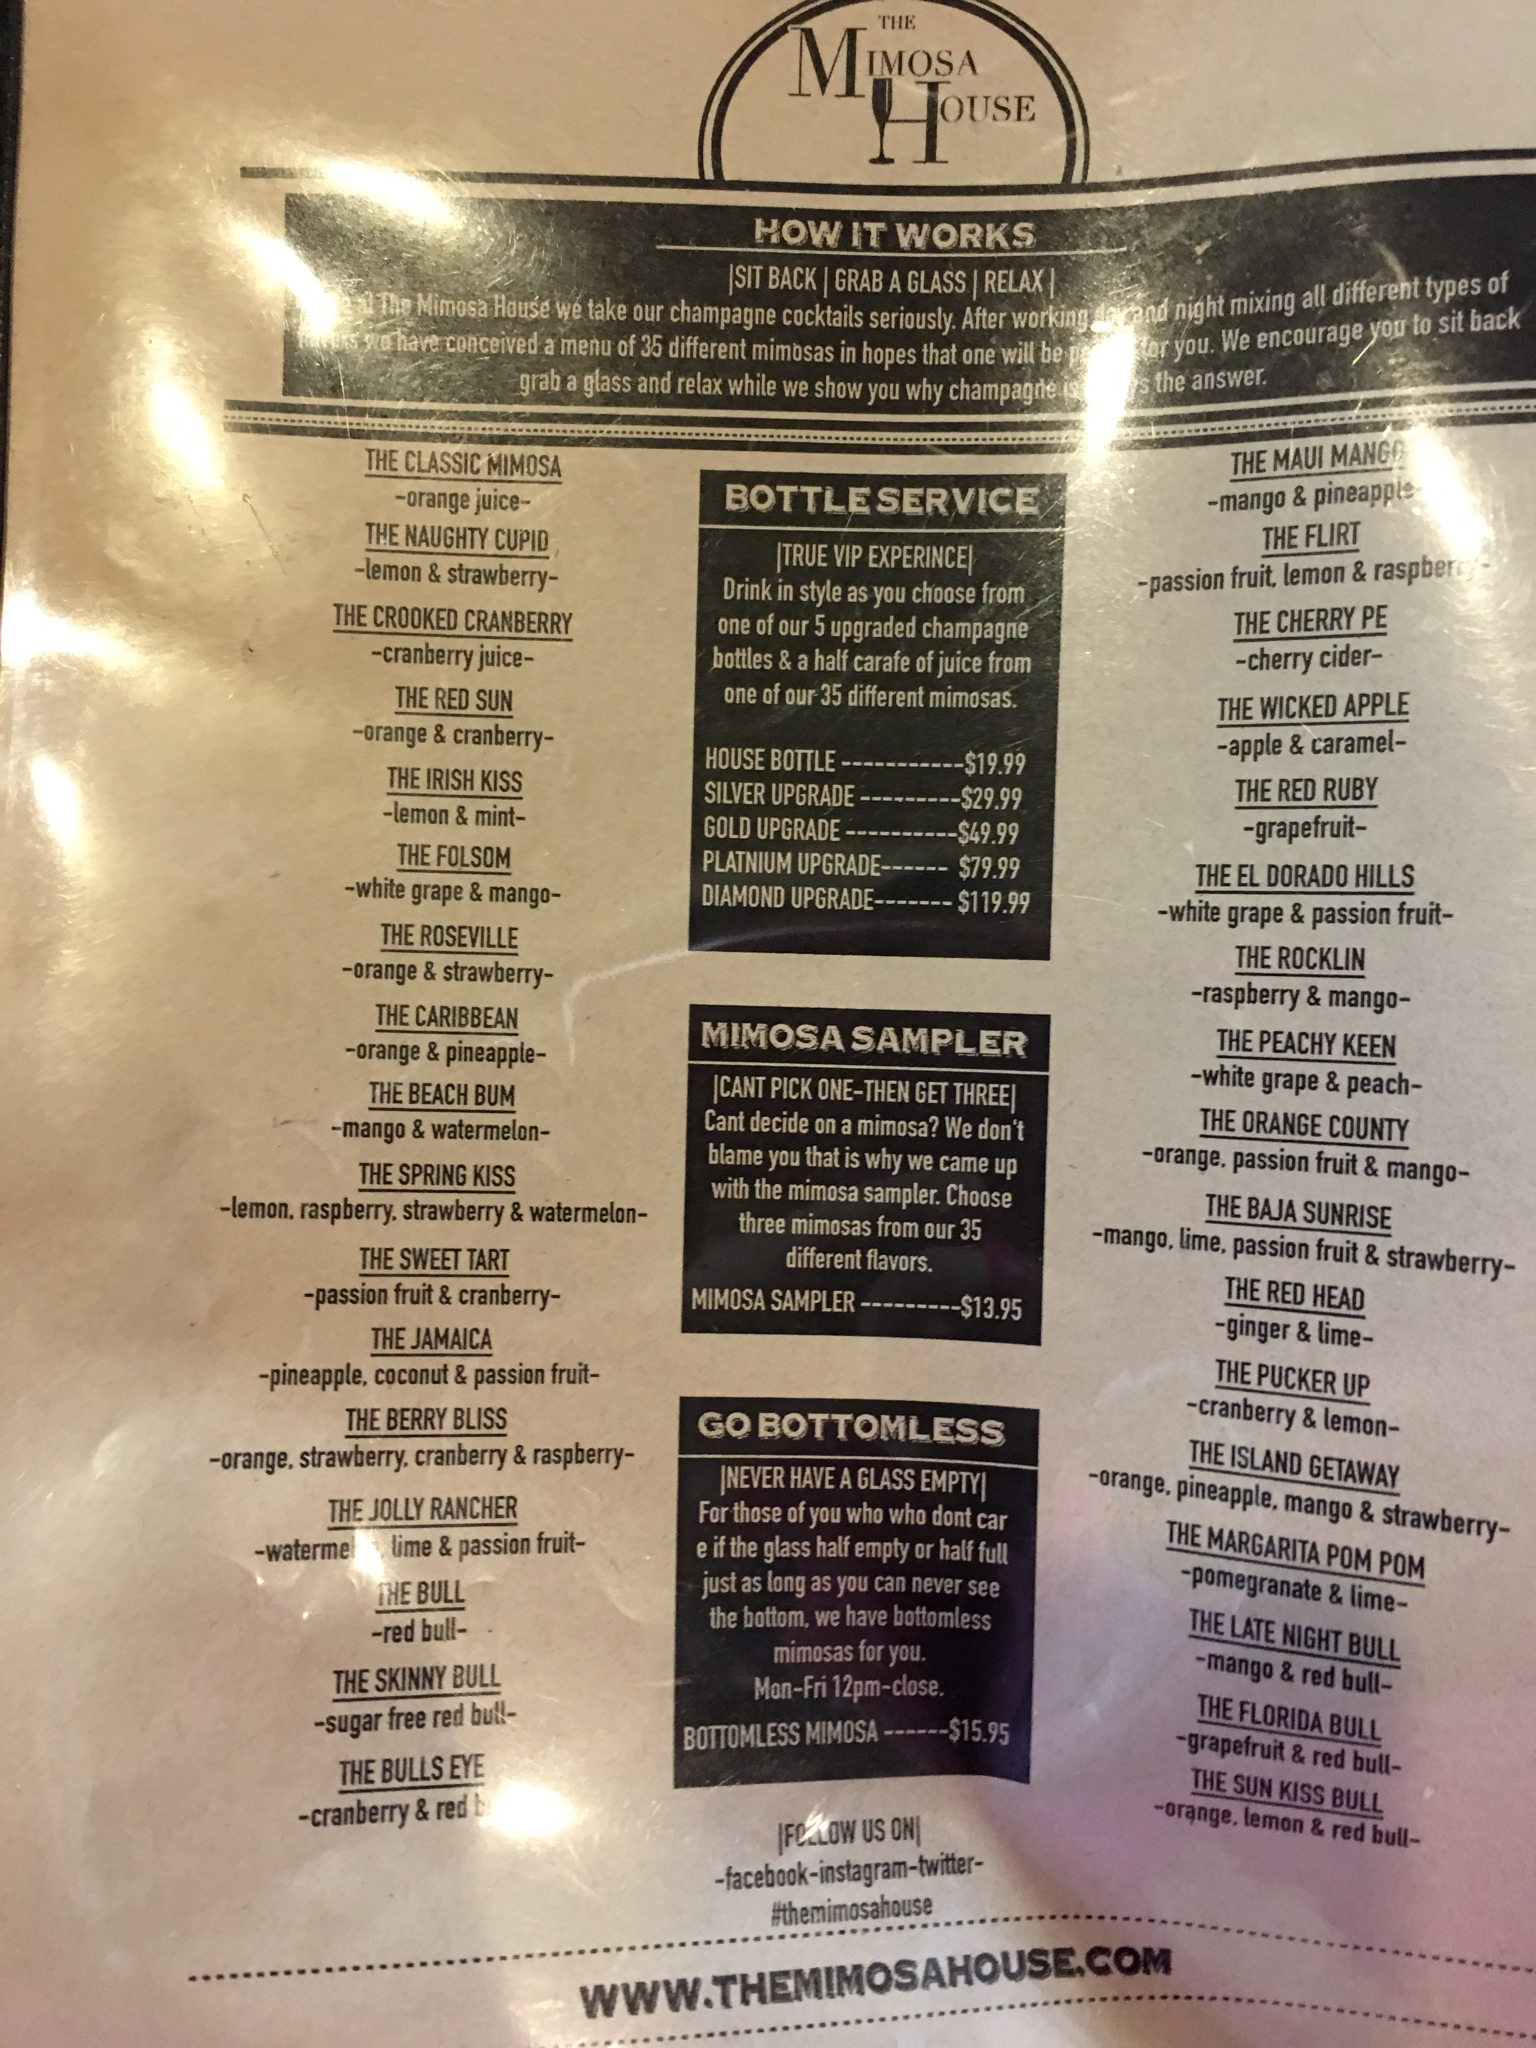 THE
MIMOSA
HOUSE
HOW IT WORKS
|SIT BACK | GRAB A GLASS | RELAX |
at The Mimosa House we take our champagne cocktails seriously. After working day and night mixing all different types of
we have conceived a menu of 35 different mimosas in hopes that one will be for you. We encourage you to sit back
grab a glass and relax while we show you why champagne is the answer.
THE CLASSIC MIMOSA
-orange juice-
THE NAUGHTY CUPID
-lemon & strawberry-
THE CROOKED CRANBERRY
-cranberry juice-
THE RED SUN
-orange & cranberry-
THE IRISH KISS
-lemon & mint-
THE FOLSOM
-white grape & mango-
THE ROSEVILLE
-orange & strawberry-
THE CARIBBEAN
-orange & pineapple-
THE BEACH BUM
-mango & watermelon-
THE SPRING KISS
-lemon, raspberry, strawberry & watermelon-
THE SWEET TART
-passion fruit & cranberry-
THE JAMAICA
-pineapple, coconut & passion fruit-
THE BERRY BLISS
-orange, strawberry, cranberry & raspberry-
THE JOLLY RANCHER
-watermelon, lime & passion fruit-
THE BULL
-red bull-
THE SKINNY BULL
-sugar free red bull-
THE BULLS EYE
-cranberry & red
BOTTLE SERVICE
|TRUE VIP EXPERINCE|
Drink in style as you choose from
one of our 5 upgraded champagne
bottles & a half carafe of juice from
one of our 35 different mimosas.
HOUSE BOTTLE -----------$19.99
SILVER UPGRADE ---------$29.99
GOLD UPGRADE ----------$49.99
PLATNIUM UPGRADE------ $79.99
DIAMOND UPGRADE------- $119.99
MIMOSA SAMPLER
|CANT PICK ONE-THEN GET THREE|
Cant decide on a mimosa? We don't
blame you that is why we came up
with the mimosa sampler. Choose
three mimosas from our 35
different flavors.
MIMOSA SAMPLER ---------$13.95
GO BOTTOMLESS
|NEVER HAVE A GLASS EMPTY|
For those of you who who dont car
e if the glass half empty or half full
just as long as you can never see
the bottom, we have bottomless
mimosas for you.
Mon-Fri 12pm-close.
BOTTOMLESS MIMOSA ------$15.95
|FOLLOW US ON|
-facebook-instagram-twitter-
#themimosahouse
THE MAUI MANGO
-mango & pineapple-
THE FLIRT
-passion fruit, lemon & raspberry-
THE CHERRY PE
-cherry cider-
THE WICKED APPLE
-apple & caramel-
THE RED RUBY
-grapefruit-
THE EL DORADO HILLS
-white grape & passion fruit-
THE ROCKLIN
-raspberry & mango-
THE PEACHY KEEN
-white grape & peach-
THE ORANGE COUNTY
-orange, passion fruit & mango-
THE BAJA SUNRISE
-mango, lime, passion fruit & strawberry-
THE RED HEAD
-ginger & lime-
THE PUCKER UP
-cranberry & lemon-
THE ISLAND GETAWAY
-orange, pineapple, mango & strawberry-
THE MARGARITA POM POM
-pomegranate & lime-
THE LATE NIGHT BULL
-mango & red bull-
THE FLORIDA BULL
-grapefruit & red bull-
THE SUN KISS BULL
-orange, lemon & red bull-
WWW.THEMIMOSAHOUSE.COM